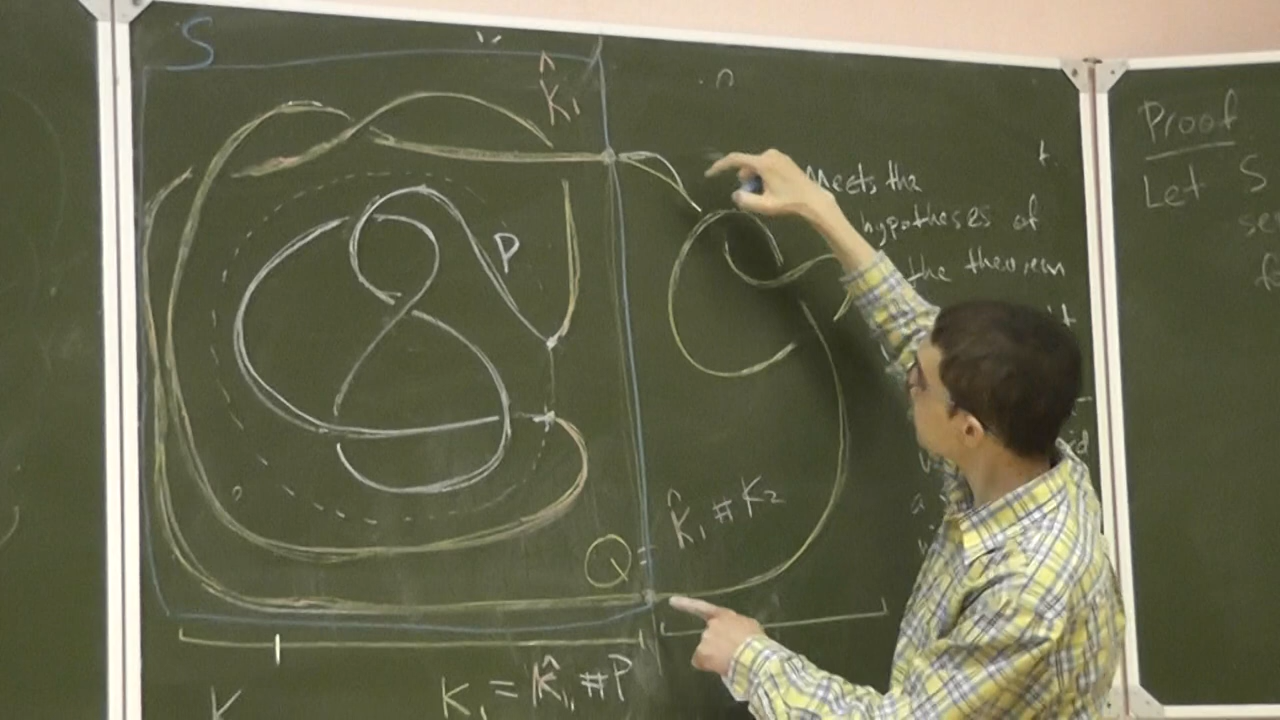 S
K̂₁
P
Q = K̂₁ # K₂
K₁ = K̂₁ # P
K
Meets the
hypotheses of
the theorem
Proof
Let S